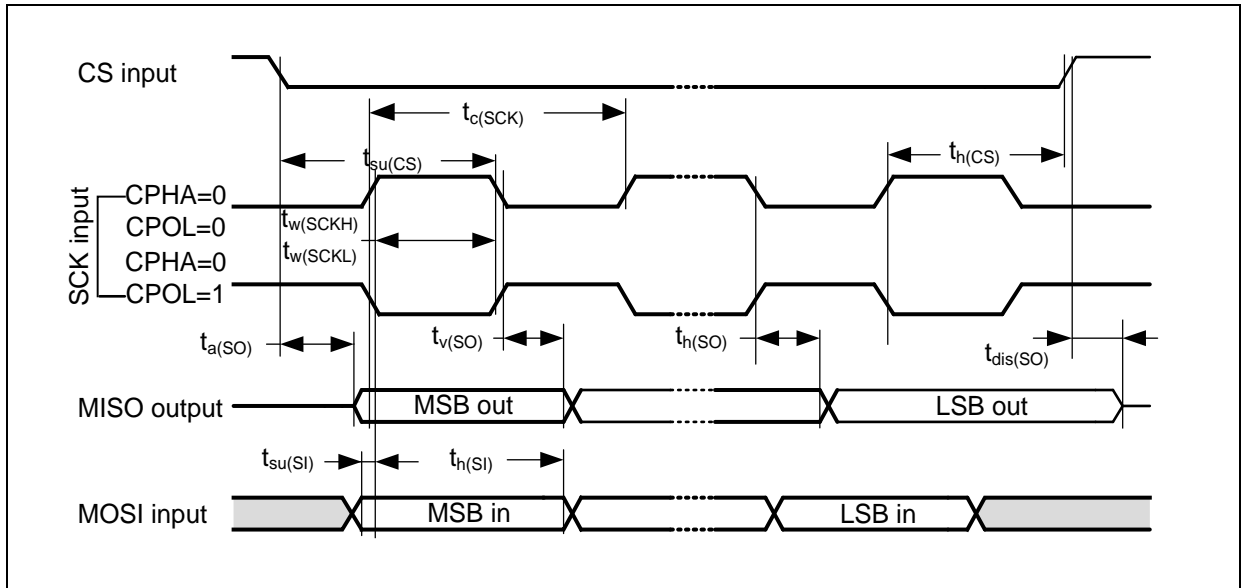 CS input
tc(SCK)
tsu(CS)
th(CS)
SCK input
CPHA=0
CPOL=0
CPHA=0
CPOL=1
tw(SCKH)
tw(SCKL)
ta(SO)
tv(SO)
th(SO)
tdis(SO)
MISO output
MSB out
LSB out
tsu(SI)
th(SI)
MOSI input
MSB in
LSB in